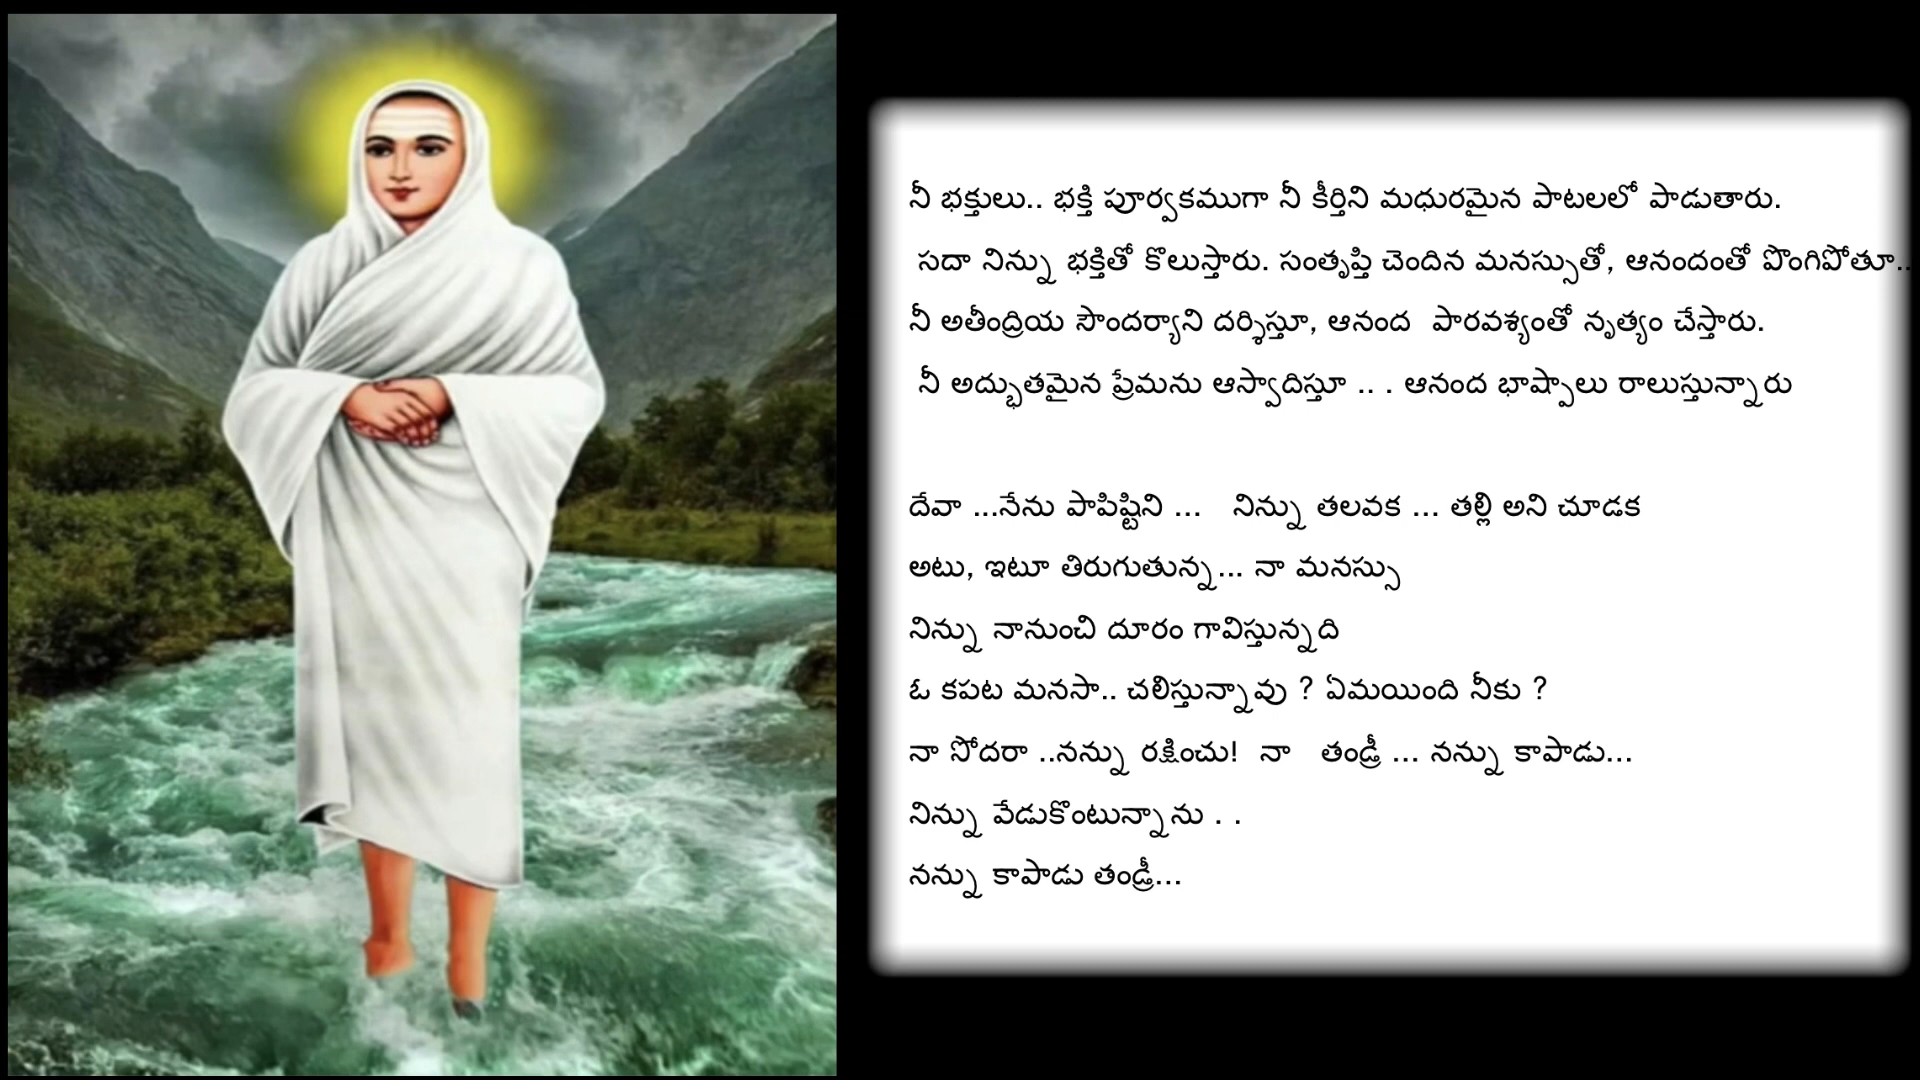 నీ భక్తులు.. భక్తి పూర్వకముగా నీ కీర్తిని మధురమైన పాటలలో పాడుతారు.
సదా నిన్ను భక్తితో కొలుస్తారు. సంతృప్తి చెందిన మనస్సుతో, ఆనందంతో పొంగిపోతూ..
నీ అతీంద్రియ సౌందర్యాని దర్శిస్తూ, ఆనంద పారవశ్యంతో నృత్యం చేస్తారు.
నీ అద్భుతమైన ప్రేమను ఆస్వాదిస్తూ .. . ఆనంద భాష్పాలు రాలుస్తున్నారు
దేవా ...నేను పాపిష్టిని ... నిన్ను తలవక ... తల్లి అని చూడక
అటు, ఇటూ తిరుగుతున్న... నా మనస్సు
నిన్ను నానుంచి దూరం గావిస్తున్నది
ఓ కపట మనసా.. చలిస్తున్నావు ? ఏమయింది నీకు ?
నా సోదరా ..నన్ను రక్షించు! నా తండ్రీ ... నన్ను కాపాడు...
నిన్ను వేడుకొంటున్నాను . .
నన్ను కాపాడు తండ్రీ...